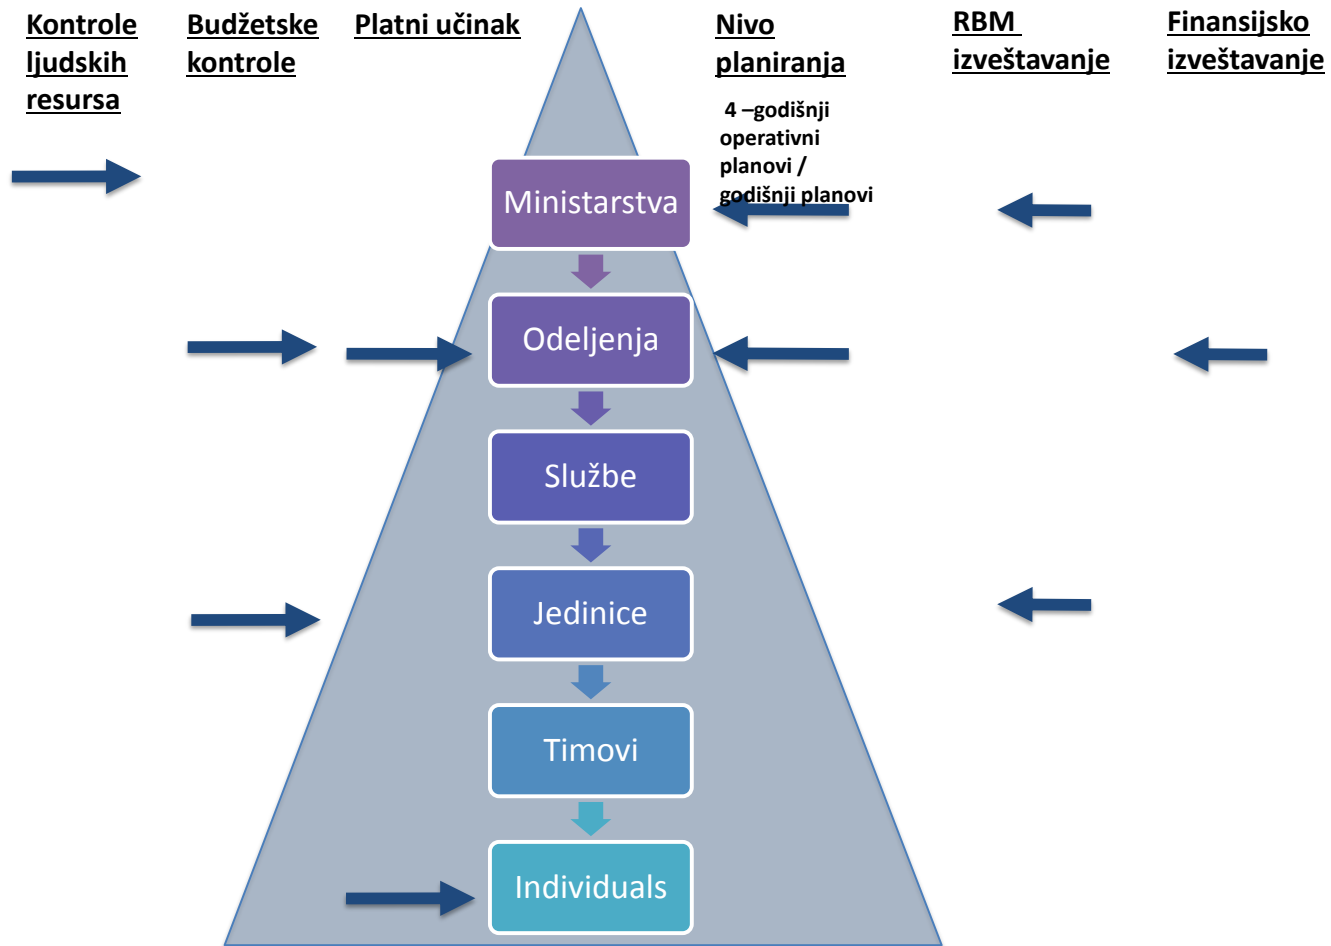 Kontrole
ljudskih
resursa
Budžetske
kontrole
Platni učinak
Nivo
planiranja
4 –godišnji
operativni
planovi /
godišnji planovi
RBM
izveštavanje
Finansijsko
izveštavanje
Ministarstva
Odeljenja
Službe
Jedinice
Timovi
Individuals